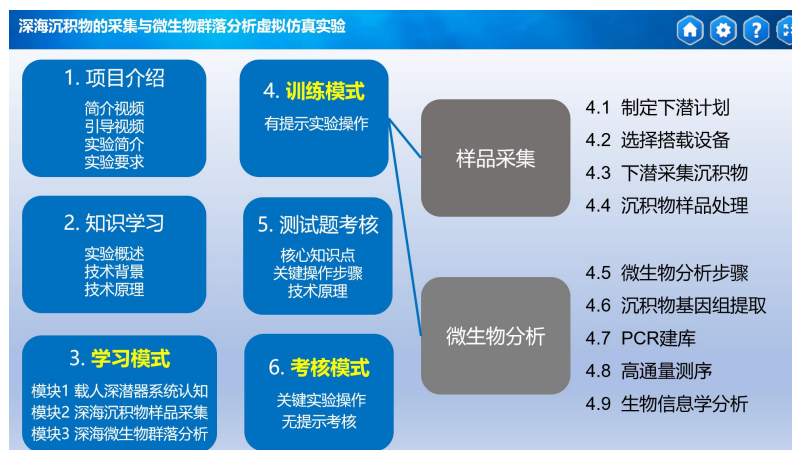 深海沉积物的采集与微生物群落分析虚拟仿真实验
1. 项目介绍
简介视频
引导视频
实验简介
实验要求
2. 知识学习
实验概述
技术背景
技术原理
3. 学习模式
模块1 载人深潜器系统认知
模块2 深海沉积物样品采集
模块3 深海微生物群落分析
4. 训练模式
有提示实验操作
5. 测试题考核
核心知识点
关键操作步骤
技术原理
6. 考核模式
关键实验操作
无提示考核
样品采集
4.1 制定下潜计划
4.2 选择搭载设备
4.3 下潜采集沉积物
4.4 沉积物样品处理
微生物分析
4.5 微生物分析步骤
4.6 沉积物基因组提取
4.7 PCR建库
4.8 高通量测序
4.9 生物信息学分析